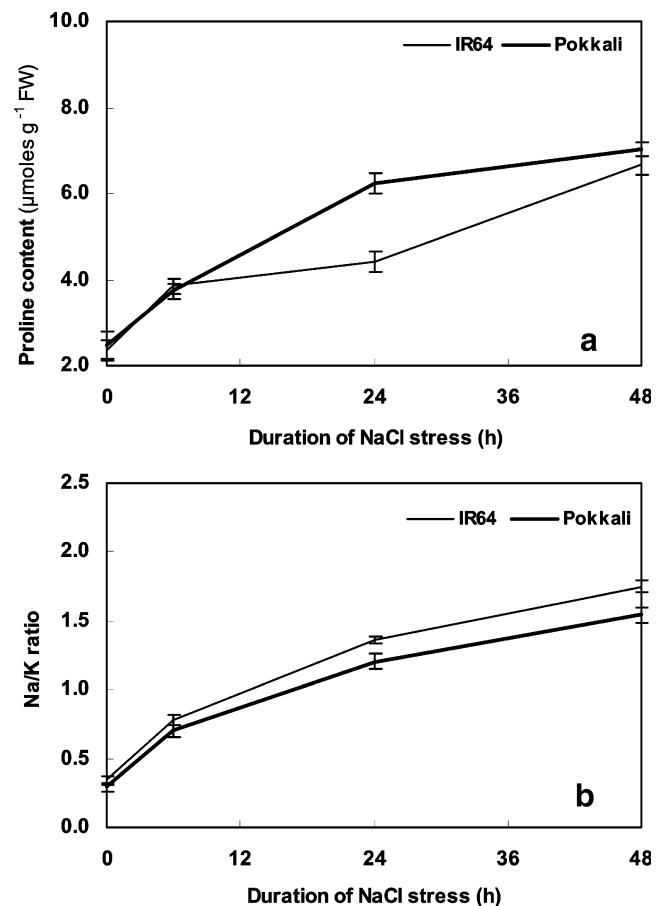 10.0
IR64 Pokkali
8.0
6.0
4.0
2.0
Proline content (μmoles g⁻¹ FW)
a
0 12 24 36 48
Duration of NaCl stress (h)
2.5
IR64 Pokkali
2.0
1.5
1.0
0.5
0.0
Na/K ratio
b
0 12 24 36 48
Duration of NaCl stress (h)